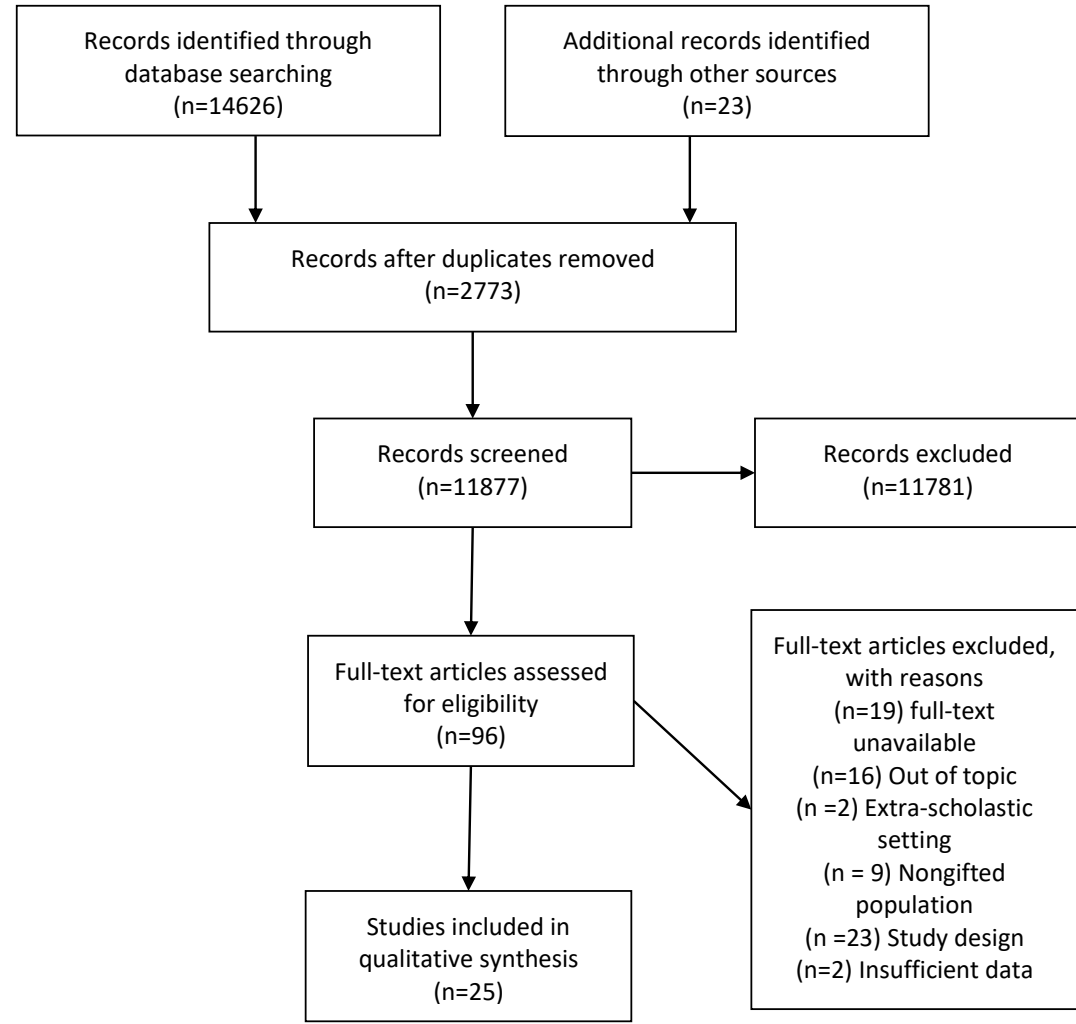 Records identified through
database searching
(n=14626)
Additional records identified
through other sources
(n=23)
Records after duplicates removed
(n=2773)
Records screened
(n=11877)
Records excluded
(n=11781)
Full-text articles assessed
for eligibility
(n=96)
Full-text articles excluded,
with reasons
(n=19) full-text
unavailable
(n=16) Out of topic
(n =2) Extra-scholastic
setting
(n = 9) Nongifted
population
(n =23) Study design
(n=2) Insufficient data
Studies included in
qualitative synthesis
(n=25)